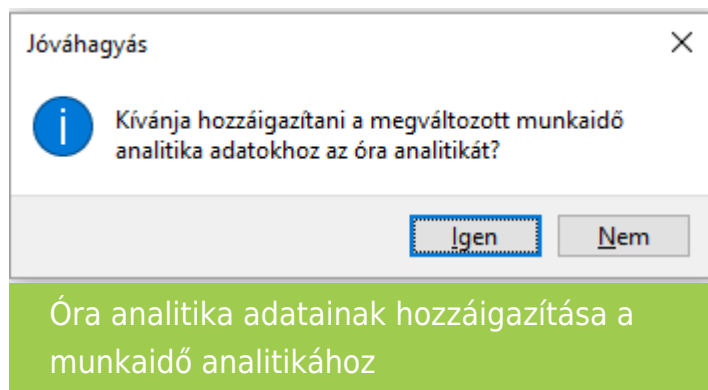 Jóváhagyás
Kívánja hozzáigazítani a megváltozott munkaidő
analitika adatokhoz az óra analitikát?
Igen
Nem
Óra analitika adatainak hozzáigazítása a
munkaidő analitikához